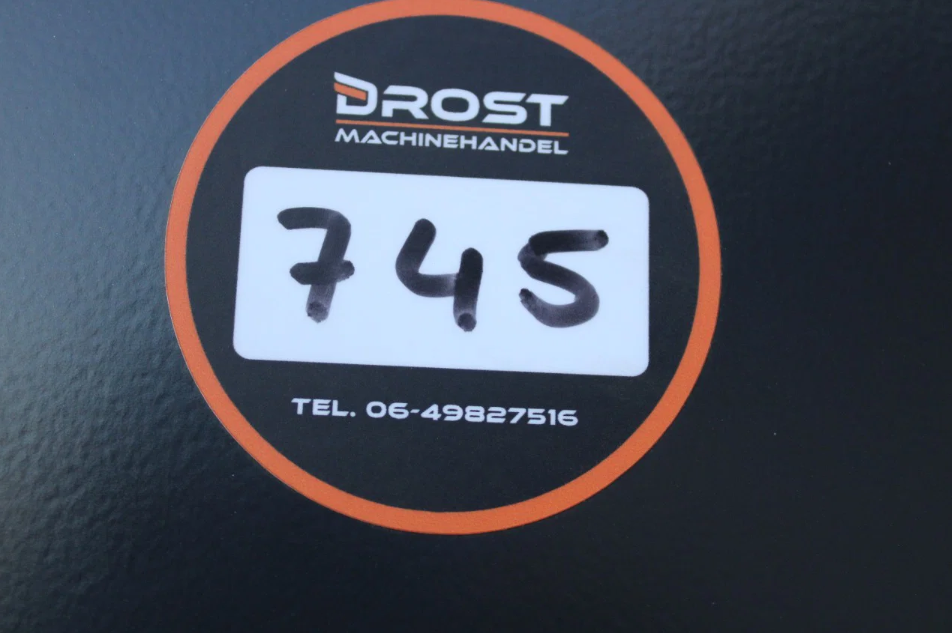 DROST
MACHINEHANDEL
745
TEL. 06-49827516